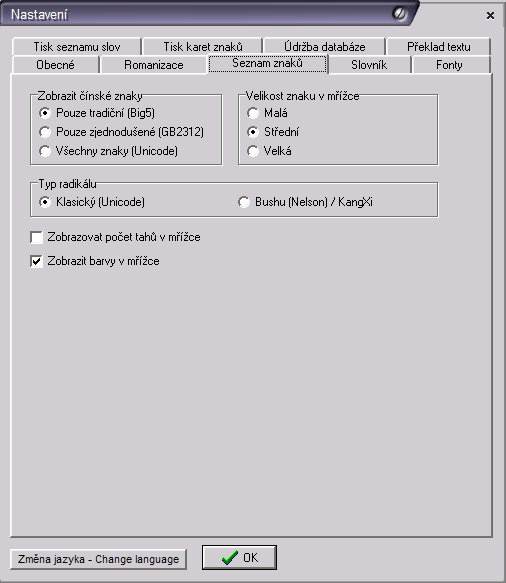 Nastavení
Tisk seznamu slov Tisk karet znaků Údržba databáze Překlad textu
Obecné Romanizace Seznam znaků Slovník Fonty
Zobrazit čínské znaky Velikost znaku v mřížce
Pouze tradiční (Big5) Malá
Pouze zjednodušené (GB2312) Střední
Všechny znaky (Unicode) Velká
Typ radikálu
Klasický (Unicode) Bushu (Nelson) / KangXi
Zobrazovat počet tahů v mřížce
Zobrazit barvy v mřížce
Změna jazyka - Change language OK